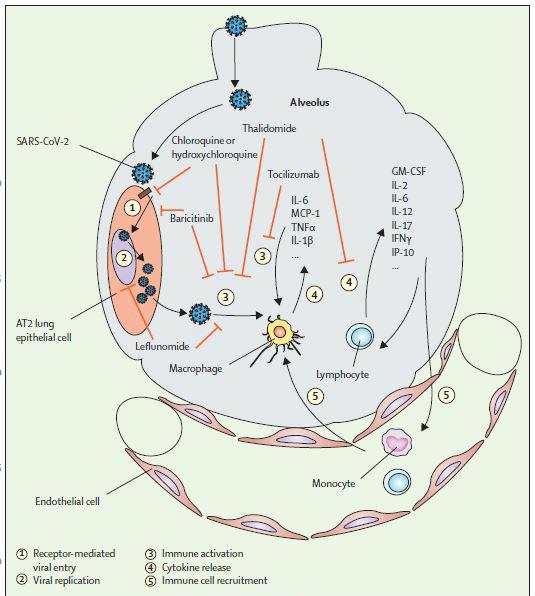 Alveolus
Thalidomide
SARS-CoV-2
Chloroquine or
hydroxychloroquine
Tocilizumab
GM-CSF
IL-2
IL-6
IL-12
IL-17
IFNγ
IP-10
...
IL-6
MCP-1
TNFα
IL-1β
...
1
Baricitinib
2
3
3
4
4
AT2 lung
epithelial cell
Leflunomide
Macrophage
Lymphocyte
5
5
Monocyte
Endothelial cell
1 Receptor-mediated
viral entry
2 Viral replication
3 Immune activation
4 Cytokine release
5 Immune cell recruitment